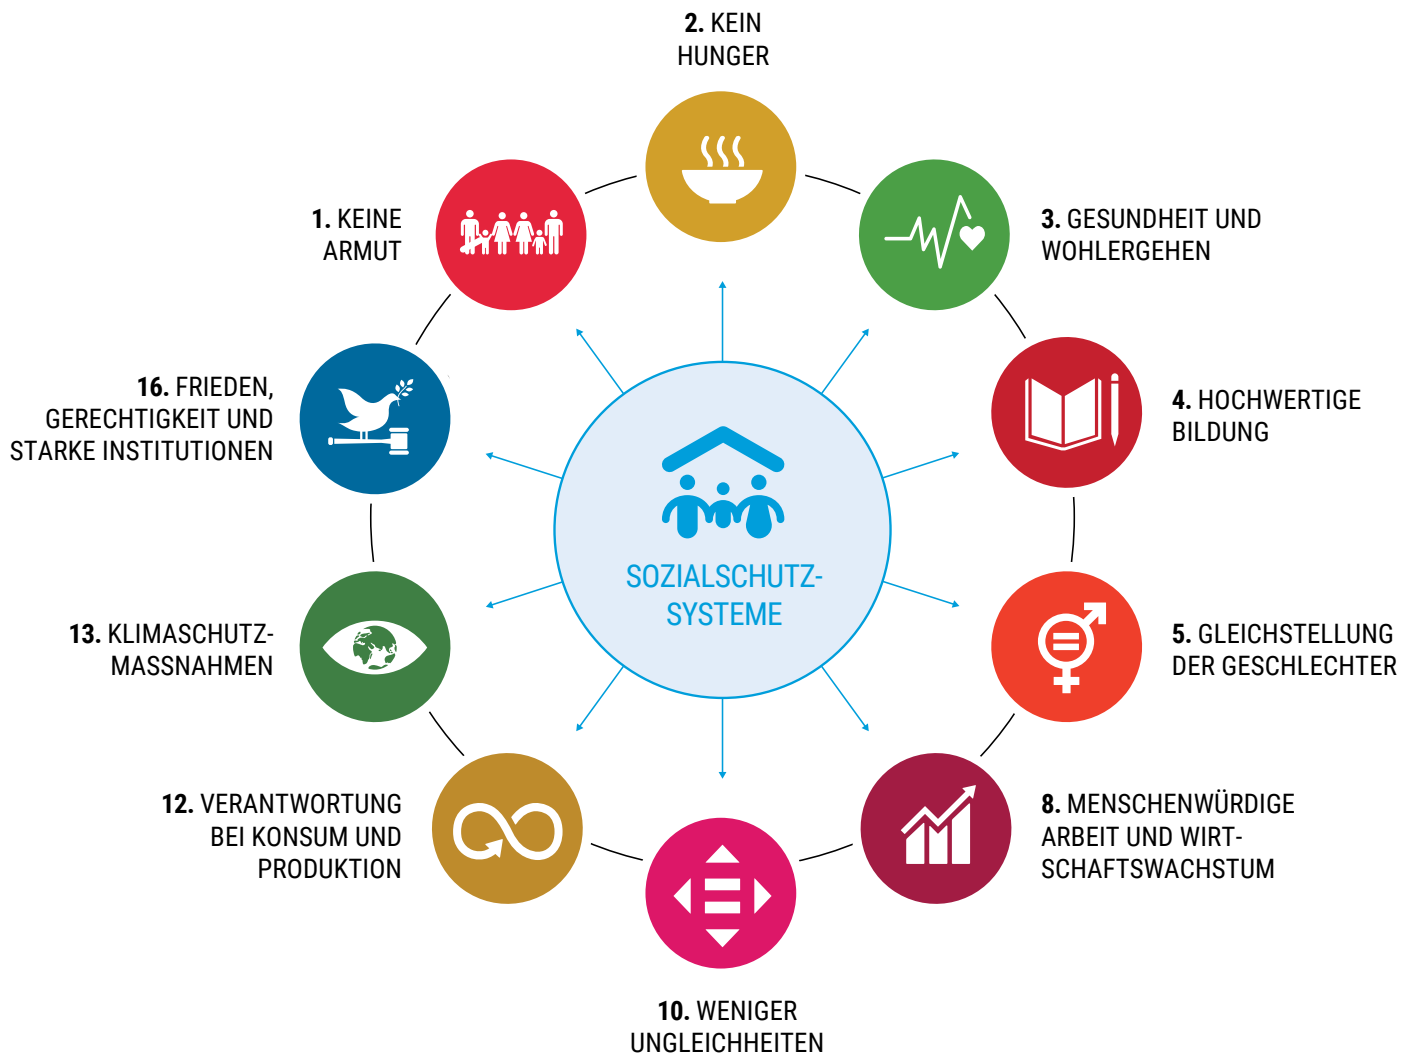 2. KEIN
HUNGER
1. KEINE
ARMUT
3. GESUNDHEIT UND
WOHLERGEHEN
16. FRIEDEN,
GERECHTIGKEIT UND
STARKE INSTITUTIONEN
4. HOCHWERTIGE
BILDUNG
SOZIALSCHUTZ-
SYSTEME
13. KLIMASCHUTZ-
MASSNAHMEN
5. GLEICHSTELLUNG
DER GESCHLECHTER
12. VERANTWORTUNG
BEI KONSUM UND
PRODUKTION
8. MENSCHENWÜRDIGE
ARBEIT UND WIRT-
SCHAFTSWACHSTUM
10. WENIGER
UNGLEICHHEITEN